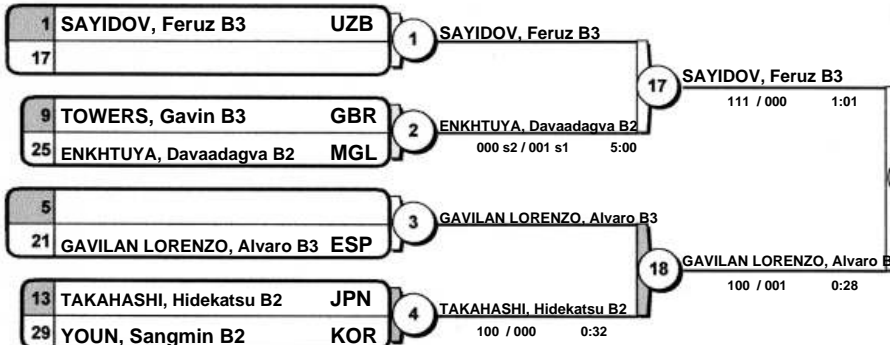 1 SAYIDOV, Feruz B3 UZB
17
1
SAYIDOV, Feruz B3
9 TOWERS, Gavin B3 GBR
25 ENKHTUYA, Davaadagva B2 MGL
2
ENKHTUYA, Davaadagva B2
000 s2 / 001 s1 5:00
17
SAYIDOV, Feruz B3
111 / 000 1:01
5
21 GAVILAN LORENZO, Alvaro B3 ESP
3
GAVILAN LORENZO, Alvaro B3
13 TAKAHASHI, Hidekatsu B2 JPN
29 YOUN, Sangmin B2 KOR
4
TAKAHASHI, Hidekatsu B2
100 / 000 0:32
18
GAVILAN LORENZO, Alvaro B
100 / 001 0:28